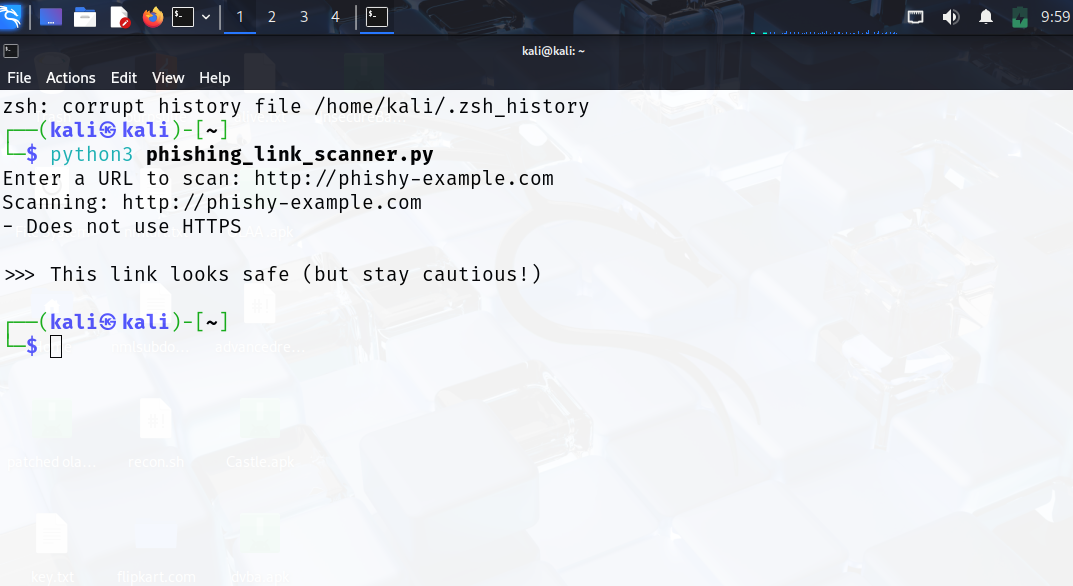 1 2 3 4 9:59
kali@kali: ~
File Actions Edit View Help
zsh: corrupt history file /home/kali/.zsh_history
┌──(kali㉿kali)-[~]
└─$ python3 phishing_link_scanner.py
Enter a URL to scan: http://phishy-example.com
Scanning: http://phishy-example.com
- Does not use HTTPS
>>> This link looks safe (but stay cautious!)
┌──(kali㉿kali)-[~]
└─$
advancedre...
patched ola... recon.sh Castle.apk
key.txt flipkart.com